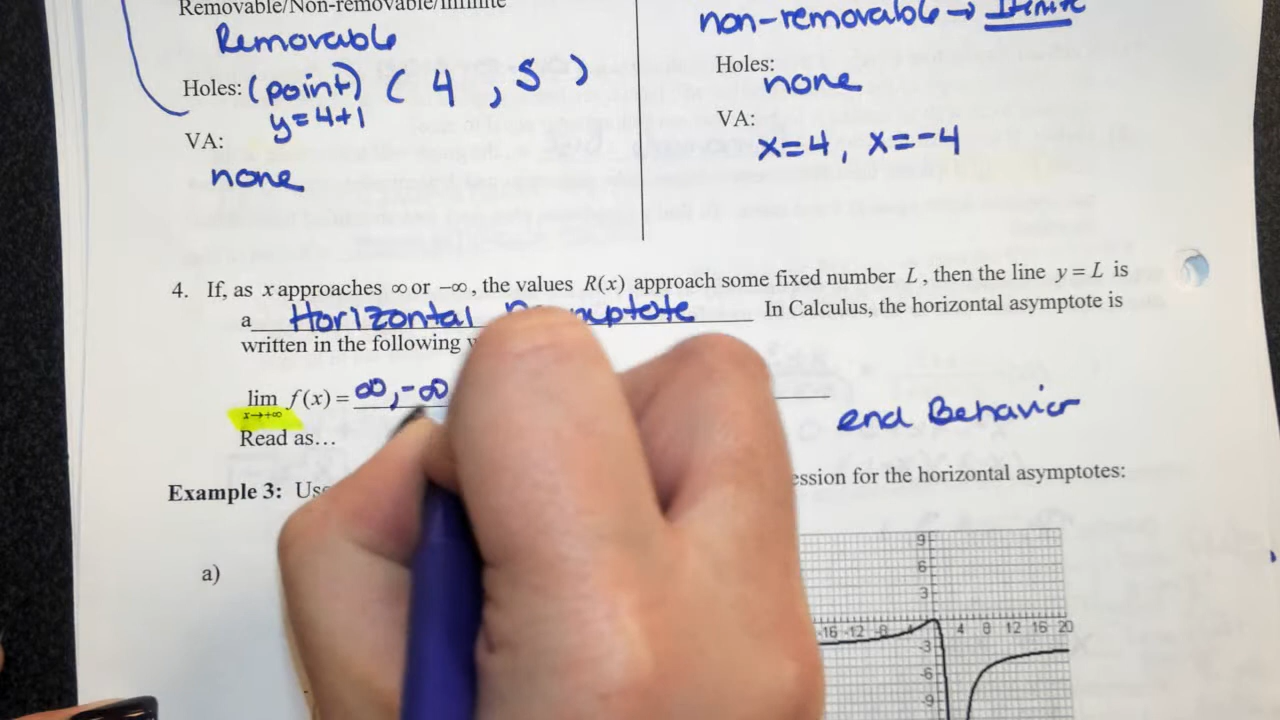 Removable/Non-removable/Infinite
Removable
Holes: (point) (4, 5)
y=4+1
VA:
none
non-removable → Infinite
Holes:
none
VA:
x=4, x=-4
4. If, as x approaches ∞ or -∞, the values R(x) approach some fixed number L, then the line y = L is
a Horizontal In Calculus, the horizontal asymptote is
written in the following
lim f(x) = ∞, -∞
x→+∞
end Behavior
Read as...
Example 3: ession for the horizontal asymptotes:
a)
9
6
3
-16 -12 -8 4 8 12 16 20
-3
-6
-9